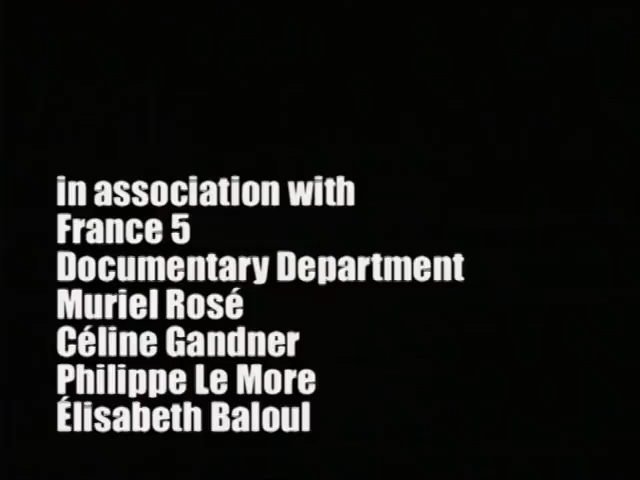 in association with
France 5
Documentary Department
Muriel Rosé
Céline Gandner
Philippe Le More
Élisabeth Baloul